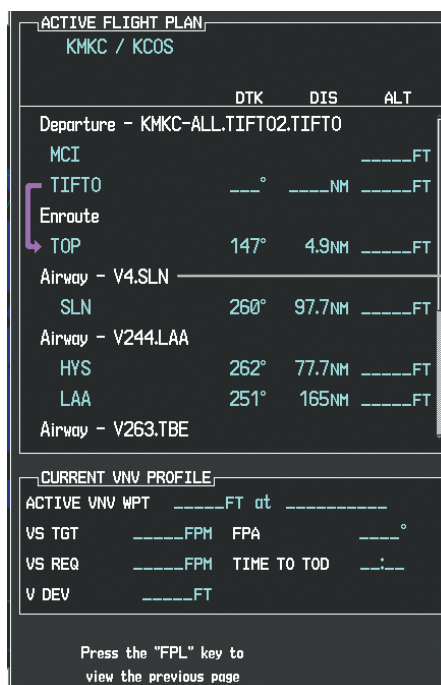 ACTIVE FLIGHT PLAN
KMKC / KCOS
DTK DIS ALT
Departure – KMKC-ALL.TIFTO2.TIFTO
MCI _____FT
TIFTO ___° ____NM _____FT
Enroute
TOP 147° 4.9NM _____FT
Airway – V4.SLN
SLN 260° 97.7NM _____FT
Airway – V244.LAA
HYS 262° 77.7NM _____FT
LAA 251° 165NM _____FT
Airway – V263.TBE
CURRENT VNV PROFILE
ACTIVE VNV WPT _____FT at __________
VS TGT _____FPM FPA ____°
VS REQ _____FPM TIME TO TOD __:__
V DEV _____FT
Press the "FPL" key to
view the previous page